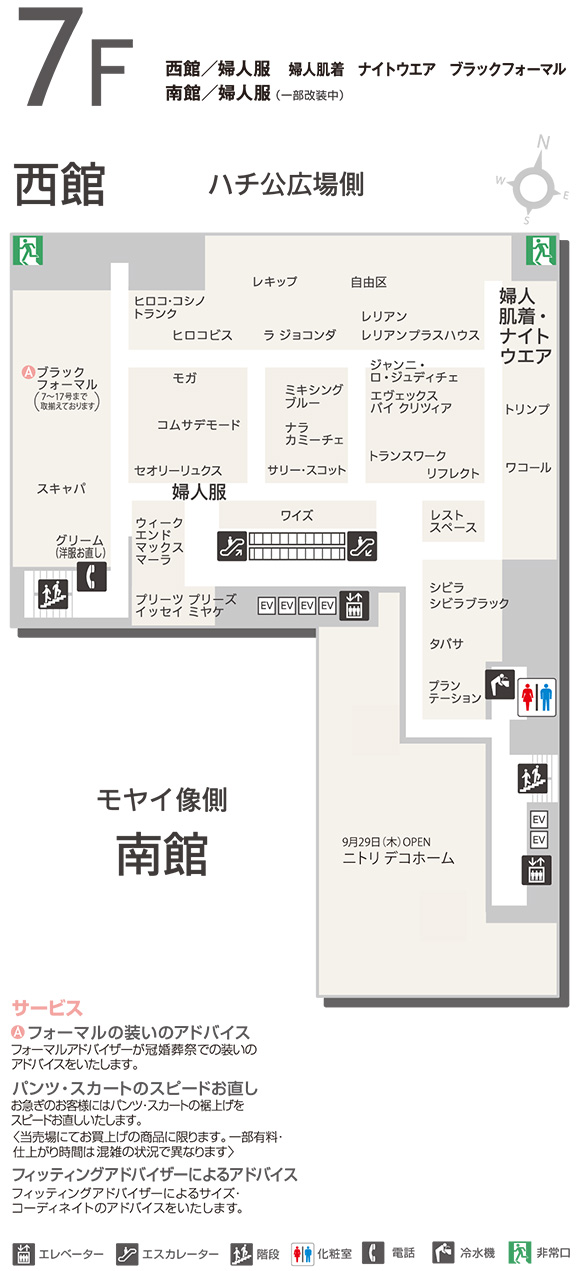 7F
西館／婦人服　婦人肌着　ナイトウエア　ブラックフォーマル
南館／婦人服（一部改装中）
西館
ハチ公広場側
N
W
E
S
レキップ
自由区
ヒロコ・コシノ
トランク
ヒロコビス
ラ ジョコンダ
レリアン
レリアンプラスハウス
婦人
肌着・
ナイト
ウエア
A ブラック
フォーマル
（7〜17号まで
取揃えております）
モガ
コムサデモード
セオリーリュクス
ミキシング
ブルー
ナラ
カミーチェ
サリー・スコット
ジャンニ・
ロ・ジュディチェ
エヴェックス
バイ クリツィア
トランスワーク
リフレクト
トリンプ
ワコール
スキャパ
婦人服
グリーム
（洋服お直し）
ウィーク
エンド
マックス
マーラ
ワイズ
レスト
スペース
プリーツ プリーズ
イッセイ ミヤケ
EV EV EV EV
シビラ
シビラブラック
タバサ
プラン
テーション
モヤイ像側
南館
EV
EV
9月29日（木）OPEN
ニトリ デコホーム
サービス
A フォーマルの装いのアドバイス
フォーマルアドバイザーが冠婚葬祭での装いの
アドバイスをいたします。
パンツ・スカートのスピードお直し
お急ぎのお客様にはパンツ・スカートの裾上げを
スピードお直しいたします。
〈当売場にてお買上げの商品に限ります。一部有料・
仕上がり時間は混雑の状況で異なります〉
フィッティングアドバイザーによるアドバイス
フィッティングアドバイザーによるサイズ・
コーディネイトのアドバイスをいたします。
エレベーター　エスカレーター　階段　化粧室　電話　冷水機　非常口